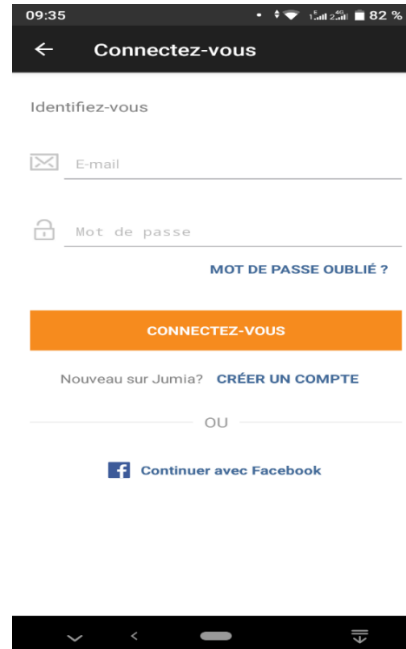 09:35 82 %
Connectez-vous
Identifiez-vous
E-mail
Mot de passe
MOT DE PASSE OUBLIÉ ?
CONNECTEZ-VOUS
Nouveau sur Jumia? CRÉER UN COMPTE
OU
Continuer avec Facebook